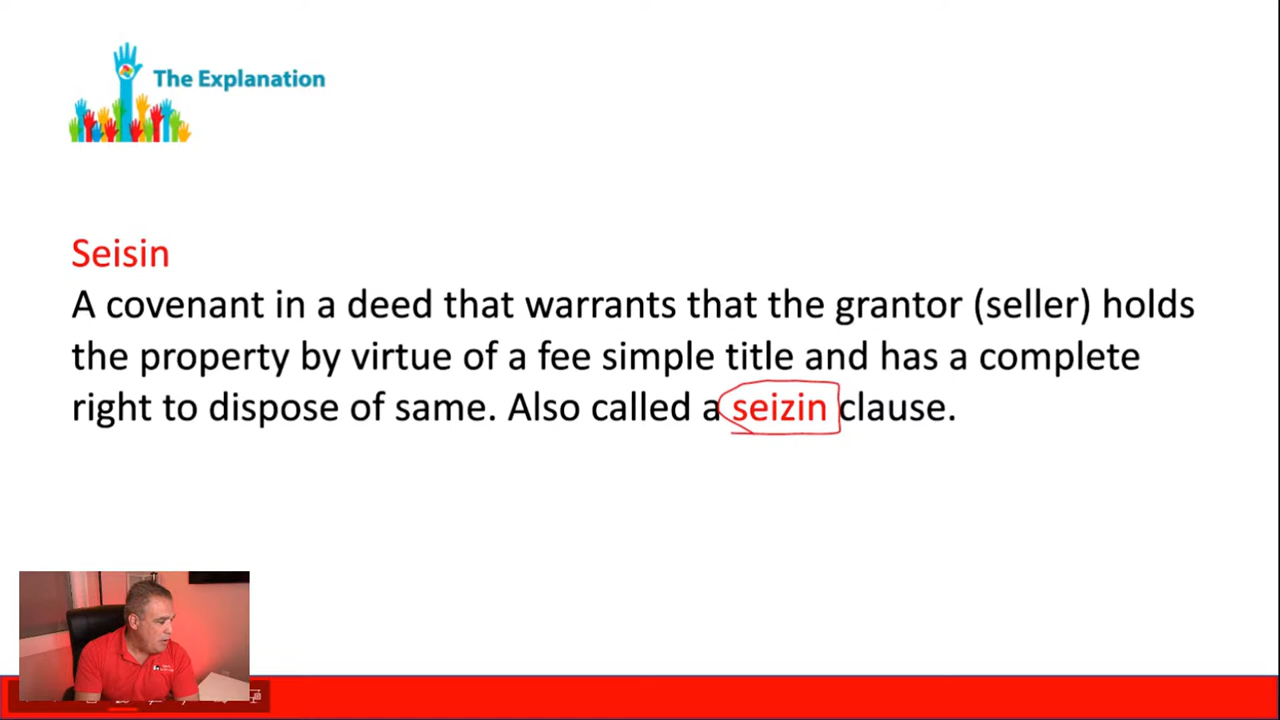 The Explanation
Seisin
A covenant in a deed that warrants that the grantor (seller) holds
the property by virtue of a fee simple title and has a complete
right to dispose of same. Also called a seizin clause.